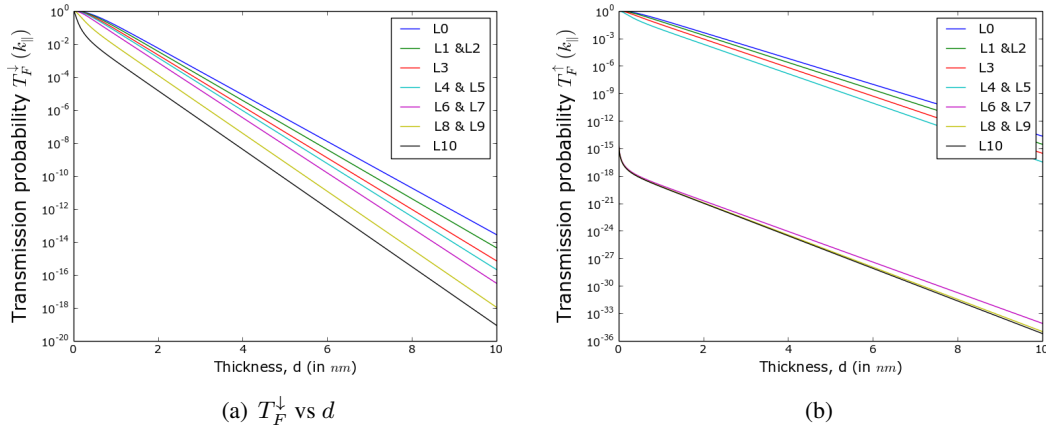 Transmission probability $T_F^{\downarrow}(k_{\parallel})$
10^0
10^-2
10^-4
10^-6
10^-8
10^-10
10^-12
10^-14
10^-16
10^-18
10^-20
L0
L1 &L2
L3
L4 & L5
L6 & L7
L8 & L9
L10
0 2 4 6 8 10
Thickness, d (in nm)
(a) $T_F^{\downarrow}$ vs d
Transmission probability $T_F^{\uparrow}(k_{\parallel})$
10^0
10^-3
10^-6
10^-9
10^-12
10^-15
10^-18
10^-21
10^-24
10^-27
10^-30
10^-33
10^-36
L0
L1 &L2
L3
L4 & L5
L6 & L7
L8 & L9
L10
0 2 4 6 8 10
Thickness, d (in nm)
(b)